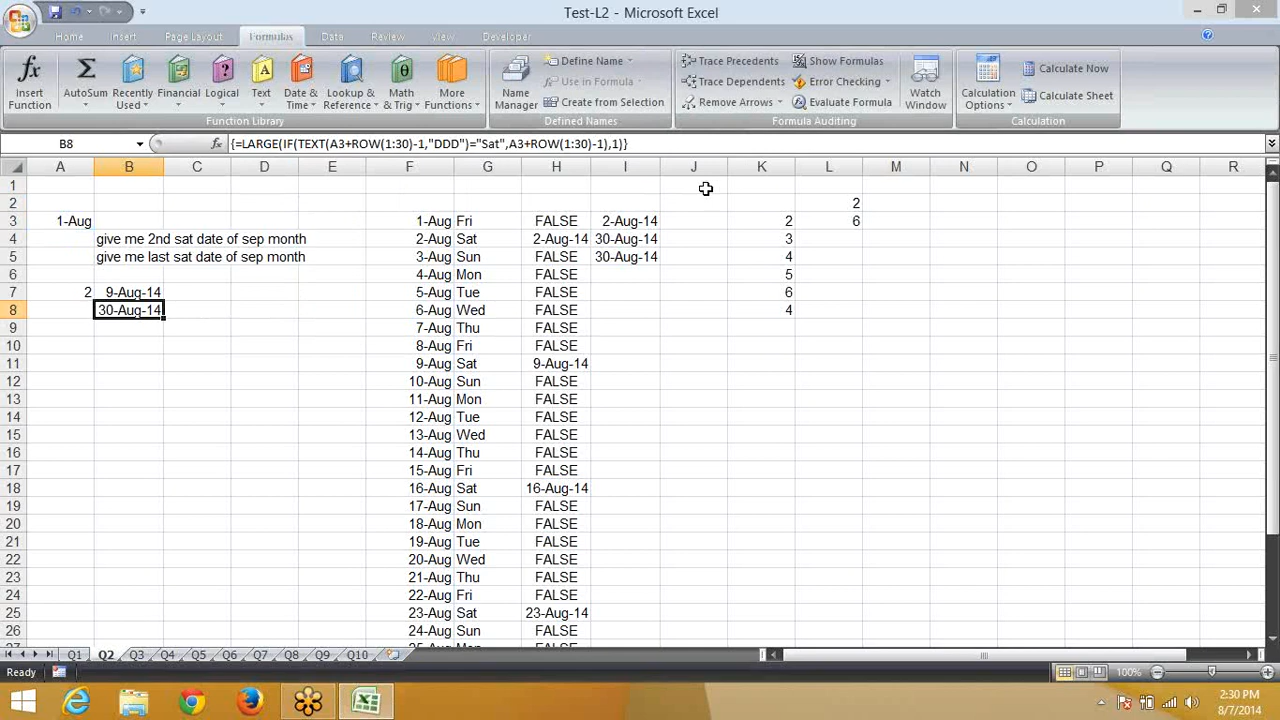 Test-L2 - Microsoft Excel
Home Insert Page Layout Formulas Data Review View Developer
fx Σ θ ? A
Insert Function
AutoSum
Recently Used
Financial
Logical
Text
Date & Time
Lookup & Reference
Math & Trig
More Functions
Function Library
Name Manager
Define Name
Use in Formula
Create from Selection
Defined Names
Trace Precedents
Trace Dependents
Remove Arrows
Show Formulas
Error Checking
Evaluate Formula
Formula Auditing
Watch Window
Calculation Options
Calculate Now
Calculate Sheet
Calculation
B8 fx {=LARGE(IF(TEXT(A3+ROW(1:30)-1,"DDD")="Sat",A3+ROW(1:30)-1),1)}
A B C D E F G H I J K L M N O P Q R
1
2 2
3 1-Aug 1-Aug Fri FALSE 2-Aug-14 2 6
4 give me 2nd sat date of sep month 2-Aug Sat 2-Aug-14 30-Aug-14 3
5 give me last sat date of sep month 3-Aug Sun FALSE 30-Aug-14 4
6 4-Aug Mon FALSE 5
7 2 9-Aug-14 5-Aug Tue FALSE 6
8 30-Aug-14 6-Aug Wed FALSE 4
9 7-Aug Thu FALSE
10 8-Aug Fri FALSE
11 9-Aug Sat 9-Aug-14
12 10-Aug Sun FALSE
13 11-Aug Mon FALSE
14 12-Aug Tue FALSE
15 13-Aug Wed FALSE
16 14-Aug Thu FALSE
17 15-Aug Fri FALSE
18 16-Aug Sat 16-Aug-14
19 17-Aug Sun FALSE
20 18-Aug Mon FALSE
21 19-Aug Tue FALSE
22 20-Aug Wed FALSE
23 21-Aug Thu FALSE
24 22-Aug Fri FALSE
25 23-Aug Sat 23-Aug-14
26 24-Aug Sun FALSE
27 25-Aug Mon FALSE
Q1 Q2 Q3 Q4 Q5 Q6 Q7 Q8 Q9 Q10
Ready 100%
2:30 PM
8/7/2014